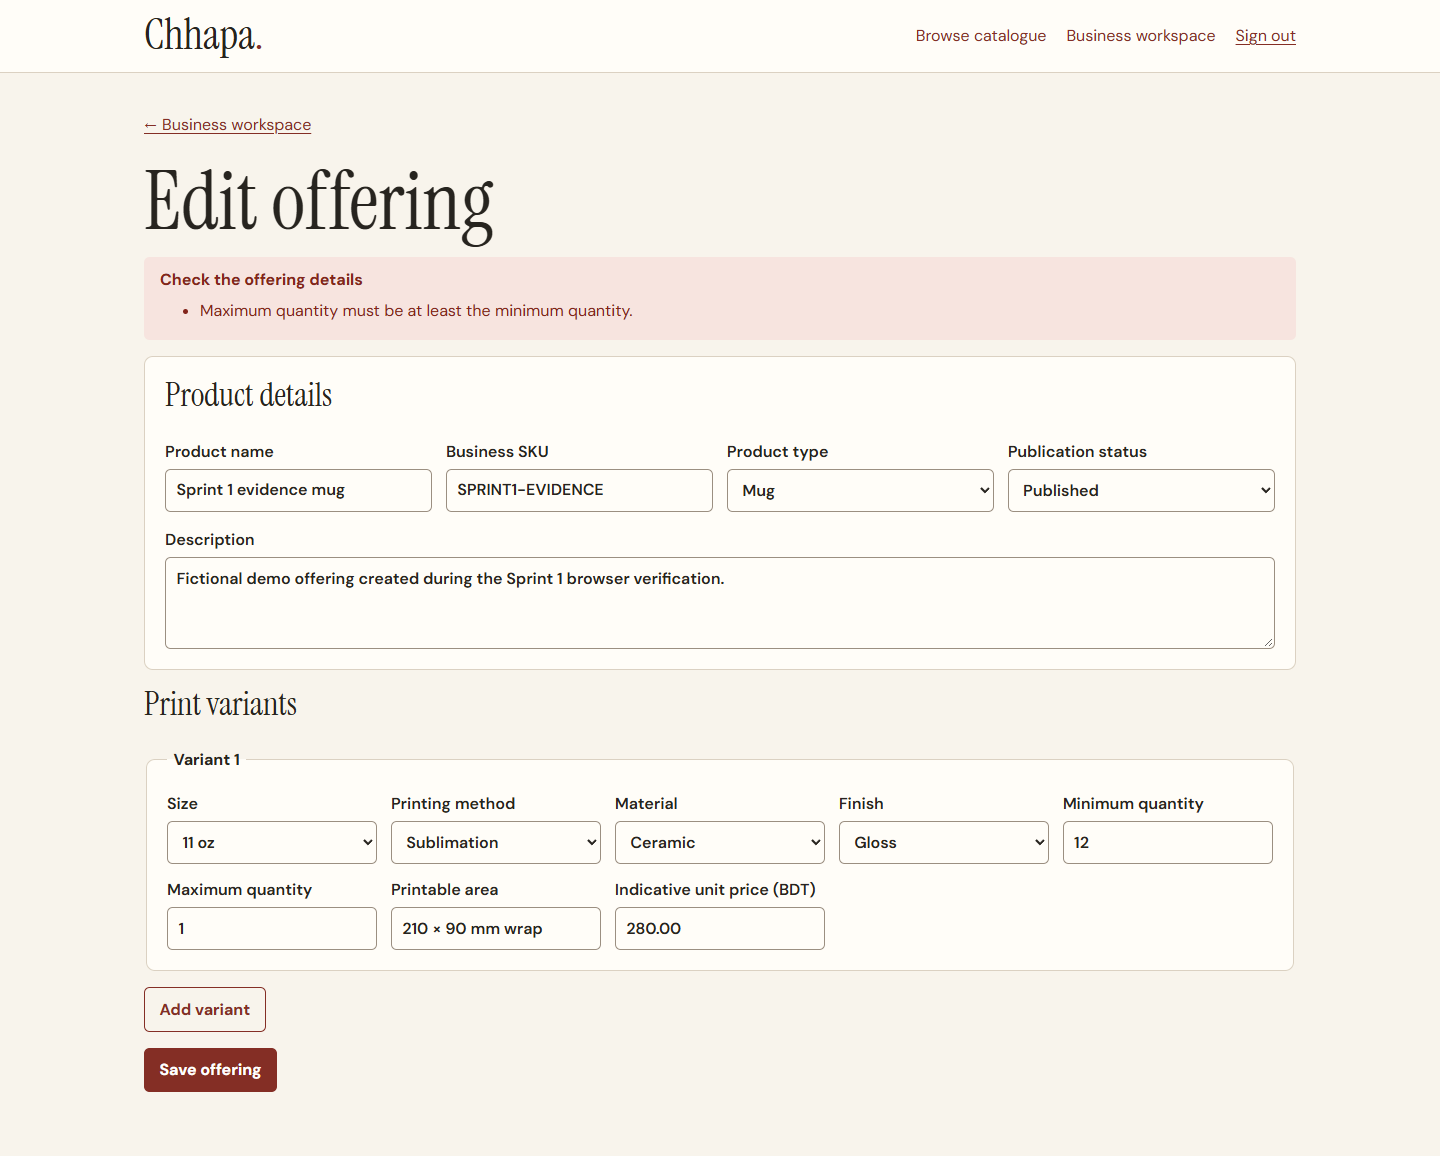 Chhapa.
Browse catalogue Business workspace Sign out
← Business workspace
Edit offering
Check the offering details
• Maximum quantity must be at least the minimum quantity.
Product details
Product name Business SKU Product type Publication status
Sprint 1 evidence mug SPRINT1-EVIDENCE Mug Published
Description
Fictional demo offering created during the Sprint 1 browser verification.
Print variants
Variant 1
Size Printing method Material Finish Minimum quantity
11 oz Sublimation Ceramic Gloss 12
Maximum quantity Printable area Indicative unit price (BDT)
1 210 × 90 mm wrap 280.00
Add variant
Save offering